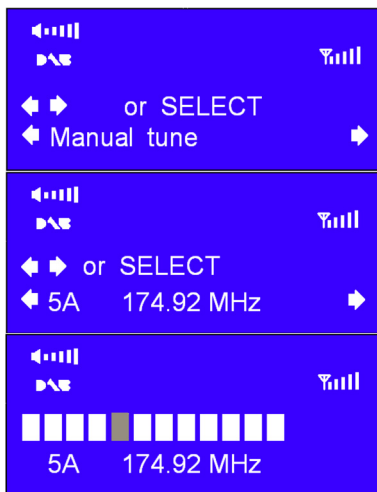 DAB
or SELECT
Manual tune
DAB
or SELECT
5A 174.92 MHz
DAB
5A 174.92 MHz